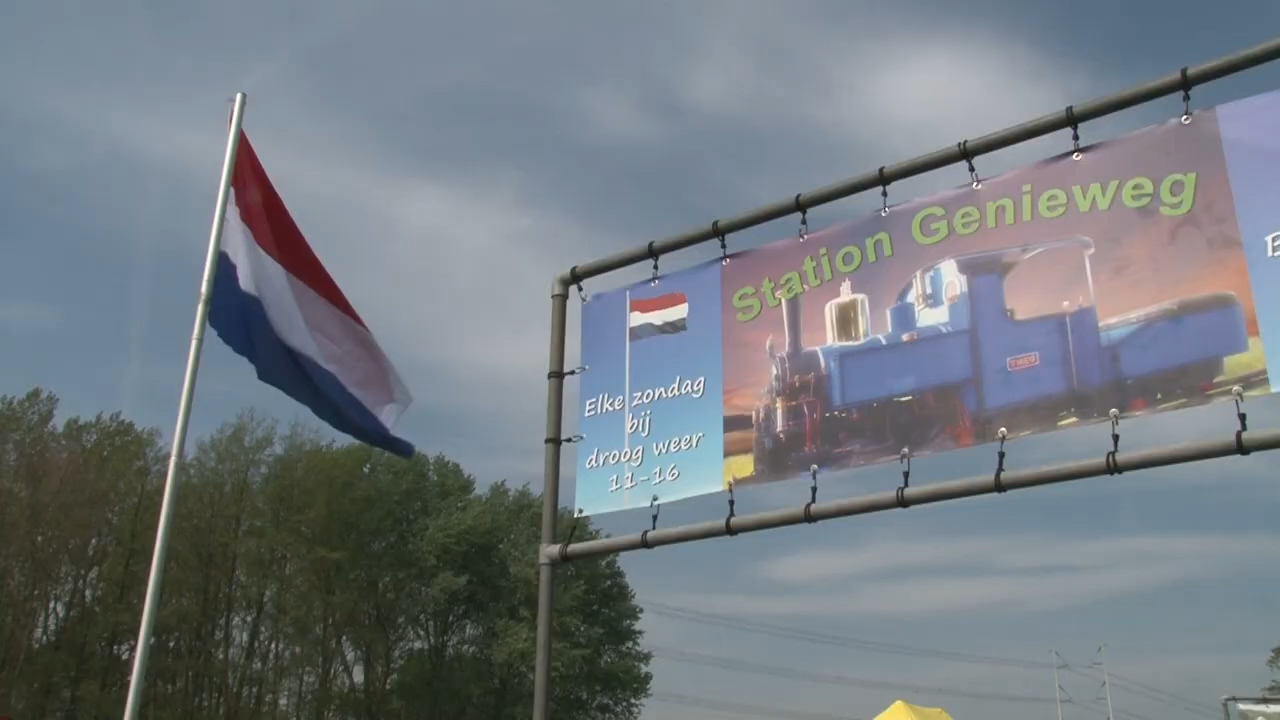 Station Genieweg
Elke zondag
bij
droog weer
11-16